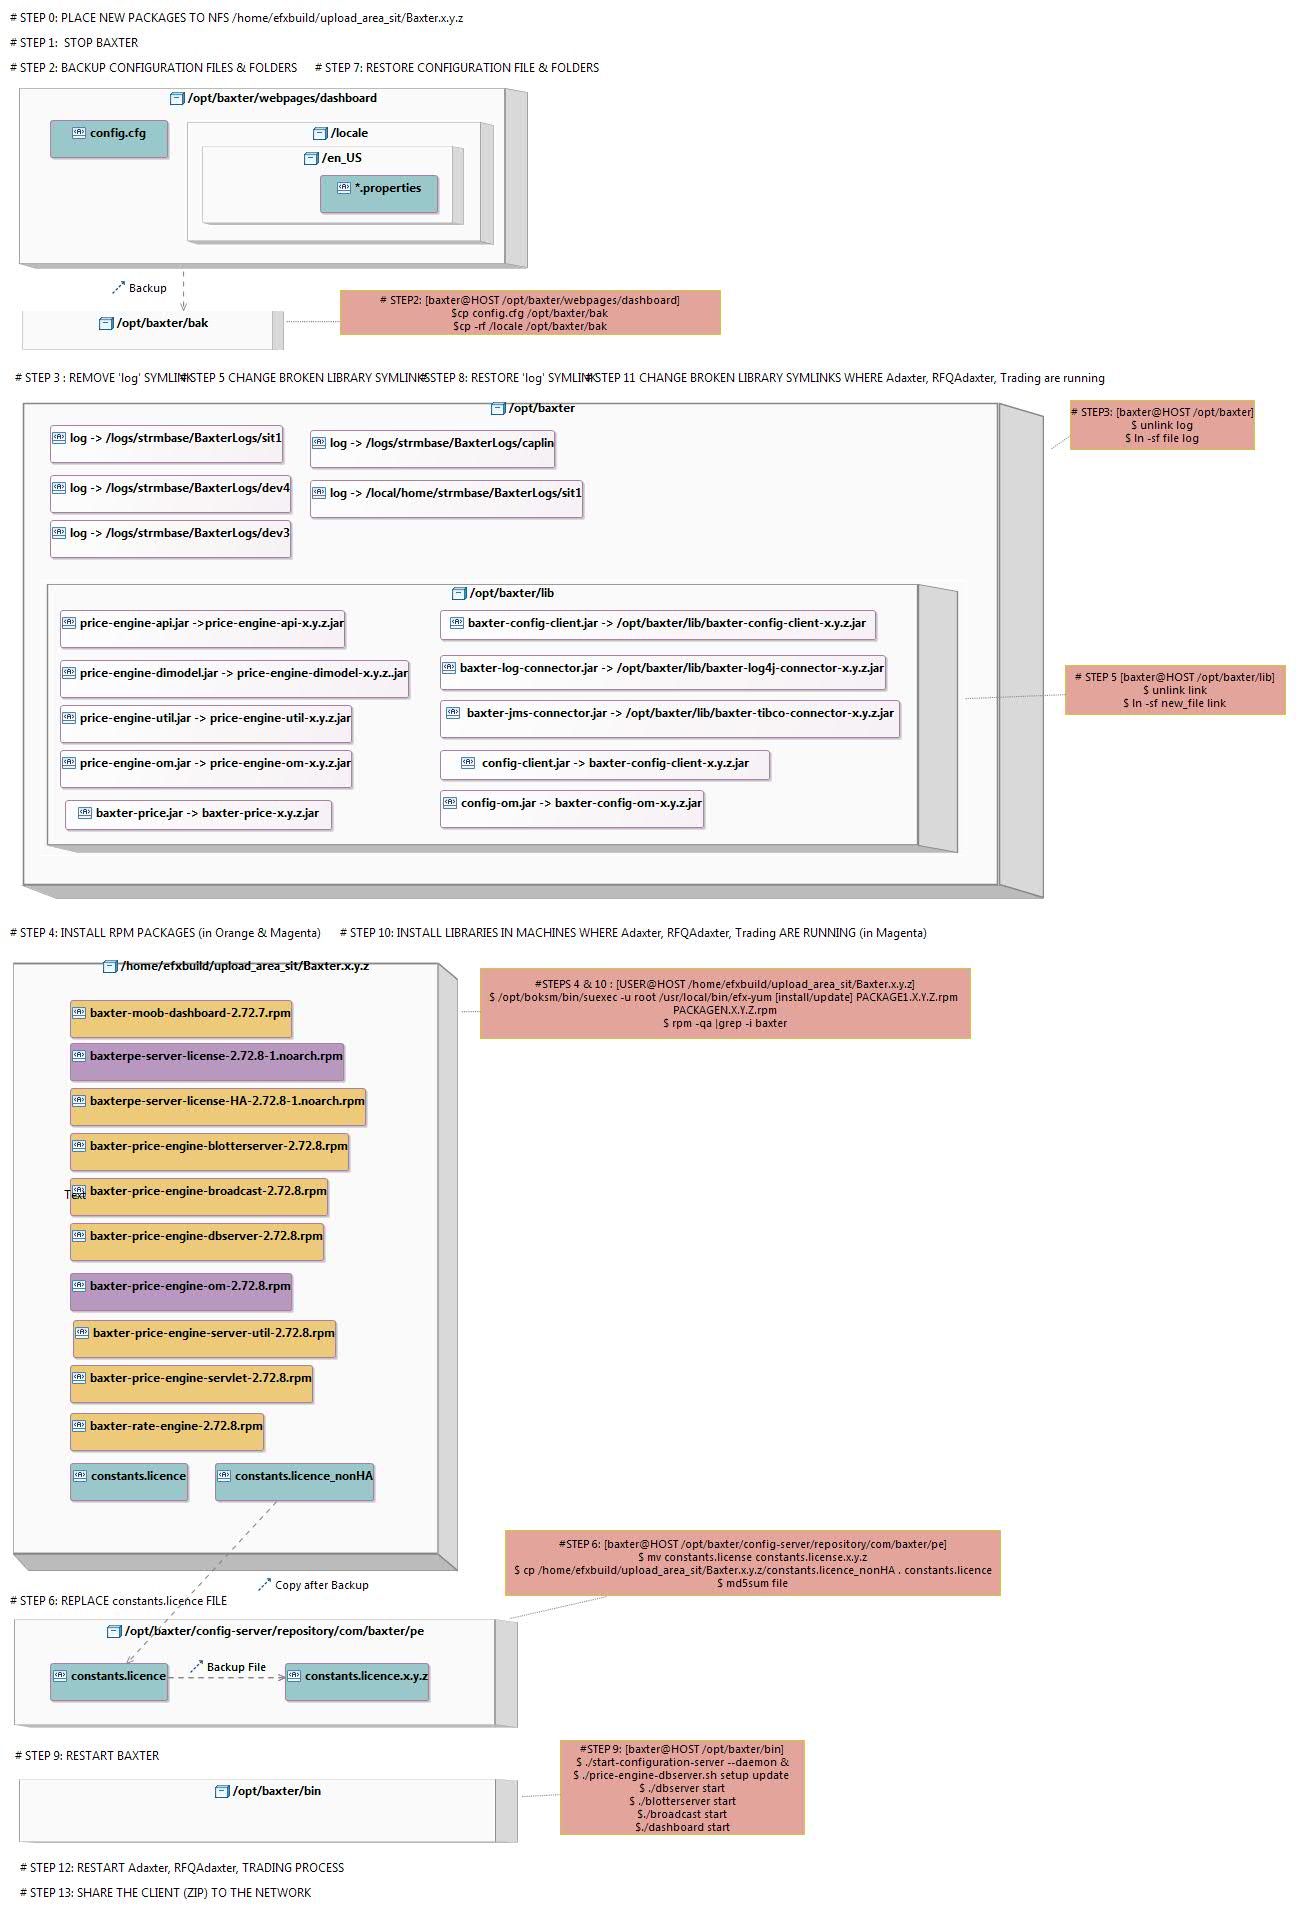 # STEP 0: PLACE NEW PACKAGES TO NFS /home/efxbuild/upload_area_sit/Baxter.x.y.z
# STEP 1:  STOP BAXTER
# STEP 2: BACKUP CONFIGURATION FILES & FOLDERS
# STEP 7: RESTORE CONFIGURATION FILE & FOLDERS
/opt/baxter/webpages/dashboard
config.cfg
/locale
/en_US
*.properties
Backup
/opt/baxter/bak
# STEP2: [baxter@HOST /opt/baxter/webpages/dashboard]
$cp config.cfg /opt/baxter/bak
$cp -rf /locale /opt/baxter/bak
# STEP 3 : REMOVE 'log' SYMLINK
# STEP 5 CHANGE BROKEN LIBRARY SYMLINKS
# STEP 8: RESTORE 'log' SYMLINK
# STEP 11 CHANGE BROKEN LIBRARY SYMLINKS WHERE Adaxter, RFQAdaxter, Trading are running
/opt/baxter
log -> /logs/strmbase/BaxterLogs/sit1
log -> /logs/strmbase/BaxterLogs/caplin
log -> /logs/strmbase/BaxterLogs/dev4
log -> /local/home/strmbase/BaxterLogs/sit1
log -> /logs/strmbase/BaxterLogs/dev3
# STEP3: [baxter@HOST /opt/baxter]
$ unlink log
$ ln -sf file log
/opt/baxter/lib
price-engine-api.jar ->price-engine-api-x.y.z.jar
baxter-config-client.jar -> /opt/baxter/lib/baxter-config-client-x.y.z.jar
price-engine-dimodel.jar -> price-engine-dimodel-x.y.z..jar
baxter-log-connector.jar -> /opt/baxter/lib/baxter-log4j-connector-x.y.z.jar
price-engine-util.jar -> price-engine-util-x.y.z.jar
baxter-jms-connector.jar -> /opt/baxter/lib/baxter-tibco-connector-x.y.z.jar
price-engine-om.jar -> price-engine-om-x.y.z.jar
config-client.jar -> baxter-config-client-x.y.z.jar
baxter-price.jar -> baxter-price-x.y.z.jar
config-om.jar -> baxter-config-om-x.y.z.jar
# STEP 5 [baxter@HOST /opt/baxter/lib]
$ unlink link
$ ln -sf new_file link
# STEP 4: INSTALL RPM PACKAGES (in Orange & Magenta)
# STEP 10: INSTALL LIBRARIES IN MACHINES WHERE Adaxter, RFQAdaxter, Trading ARE RUNNING (in Magenta)
/home/efxbuild/upload_area_sit/Baxter.x.y.z
#STEPS 4 & 10 : [USER@HOST /home/efxbuild/upload_area_sit/Baxter.x.y.z]
$ /opt/boksm/bin/suexec -u root /usr/local/bin/efx-yum [install/update] PACKAGE1.X.Y.Z.rpm
PACKAGEN.X.Y.Z.rpm
$ rpm -qa |grep -i baxter
baxter-moob-dashboard-2.72.7.rpm
baxterpe-server-license-2.72.8-1.noarch.rpm
baxterpe-server-license-HA-2.72.8-1.noarch.rpm
baxter-price-engine-blotterserver-2.72.8.rpm
Text
baxter-price-engine-broadcast-2.72.8.rpm
baxter-price-engine-dbserver-2.72.8.rpm
baxter-price-engine-om-2.72.8.rpm
baxter-price-engine-server-util-2.72.8.rpm
baxter-price-engine-servlet-2.72.8.rpm
baxter-rate-engine-2.72.8.rpm
constants.licence
constants.licence_nonHA
Copy after Backup
#STEP 6: [baxter@HOST /opt/baxter/config-server/repository/com/baxter/pe]
$ mv constants.license constants.license.x.y.z
$ cp /home/efxbuild/upload_area_sit/Baxter.x.y.z/constants.licence_nonHA . constants.licence
$ md5sum file
# STEP 6: REPLACE constants.licence FILE
/opt/baxter/config-server/repository/com/baxter/pe
constants.licence
Backup File
constants.licence.x.y.z
# STEP 9: RESTART BAXTER
/opt/baxter/bin
#STEP 9: [baxter@HOST /opt/baxter/bin]
$ ./start-configuration-server --daemon &
$ ./price-engine-dbserver.sh setup update
$ ./dbserver start
$ ./blotterserver start
$./broadcast start
$./dashboard start
# STEP 12: RESTART Adaxter, RFQAdaxter, TRADING PROCESS
# STEP 13: SHARE THE CLIENT (ZIP) TO THE NETWORK